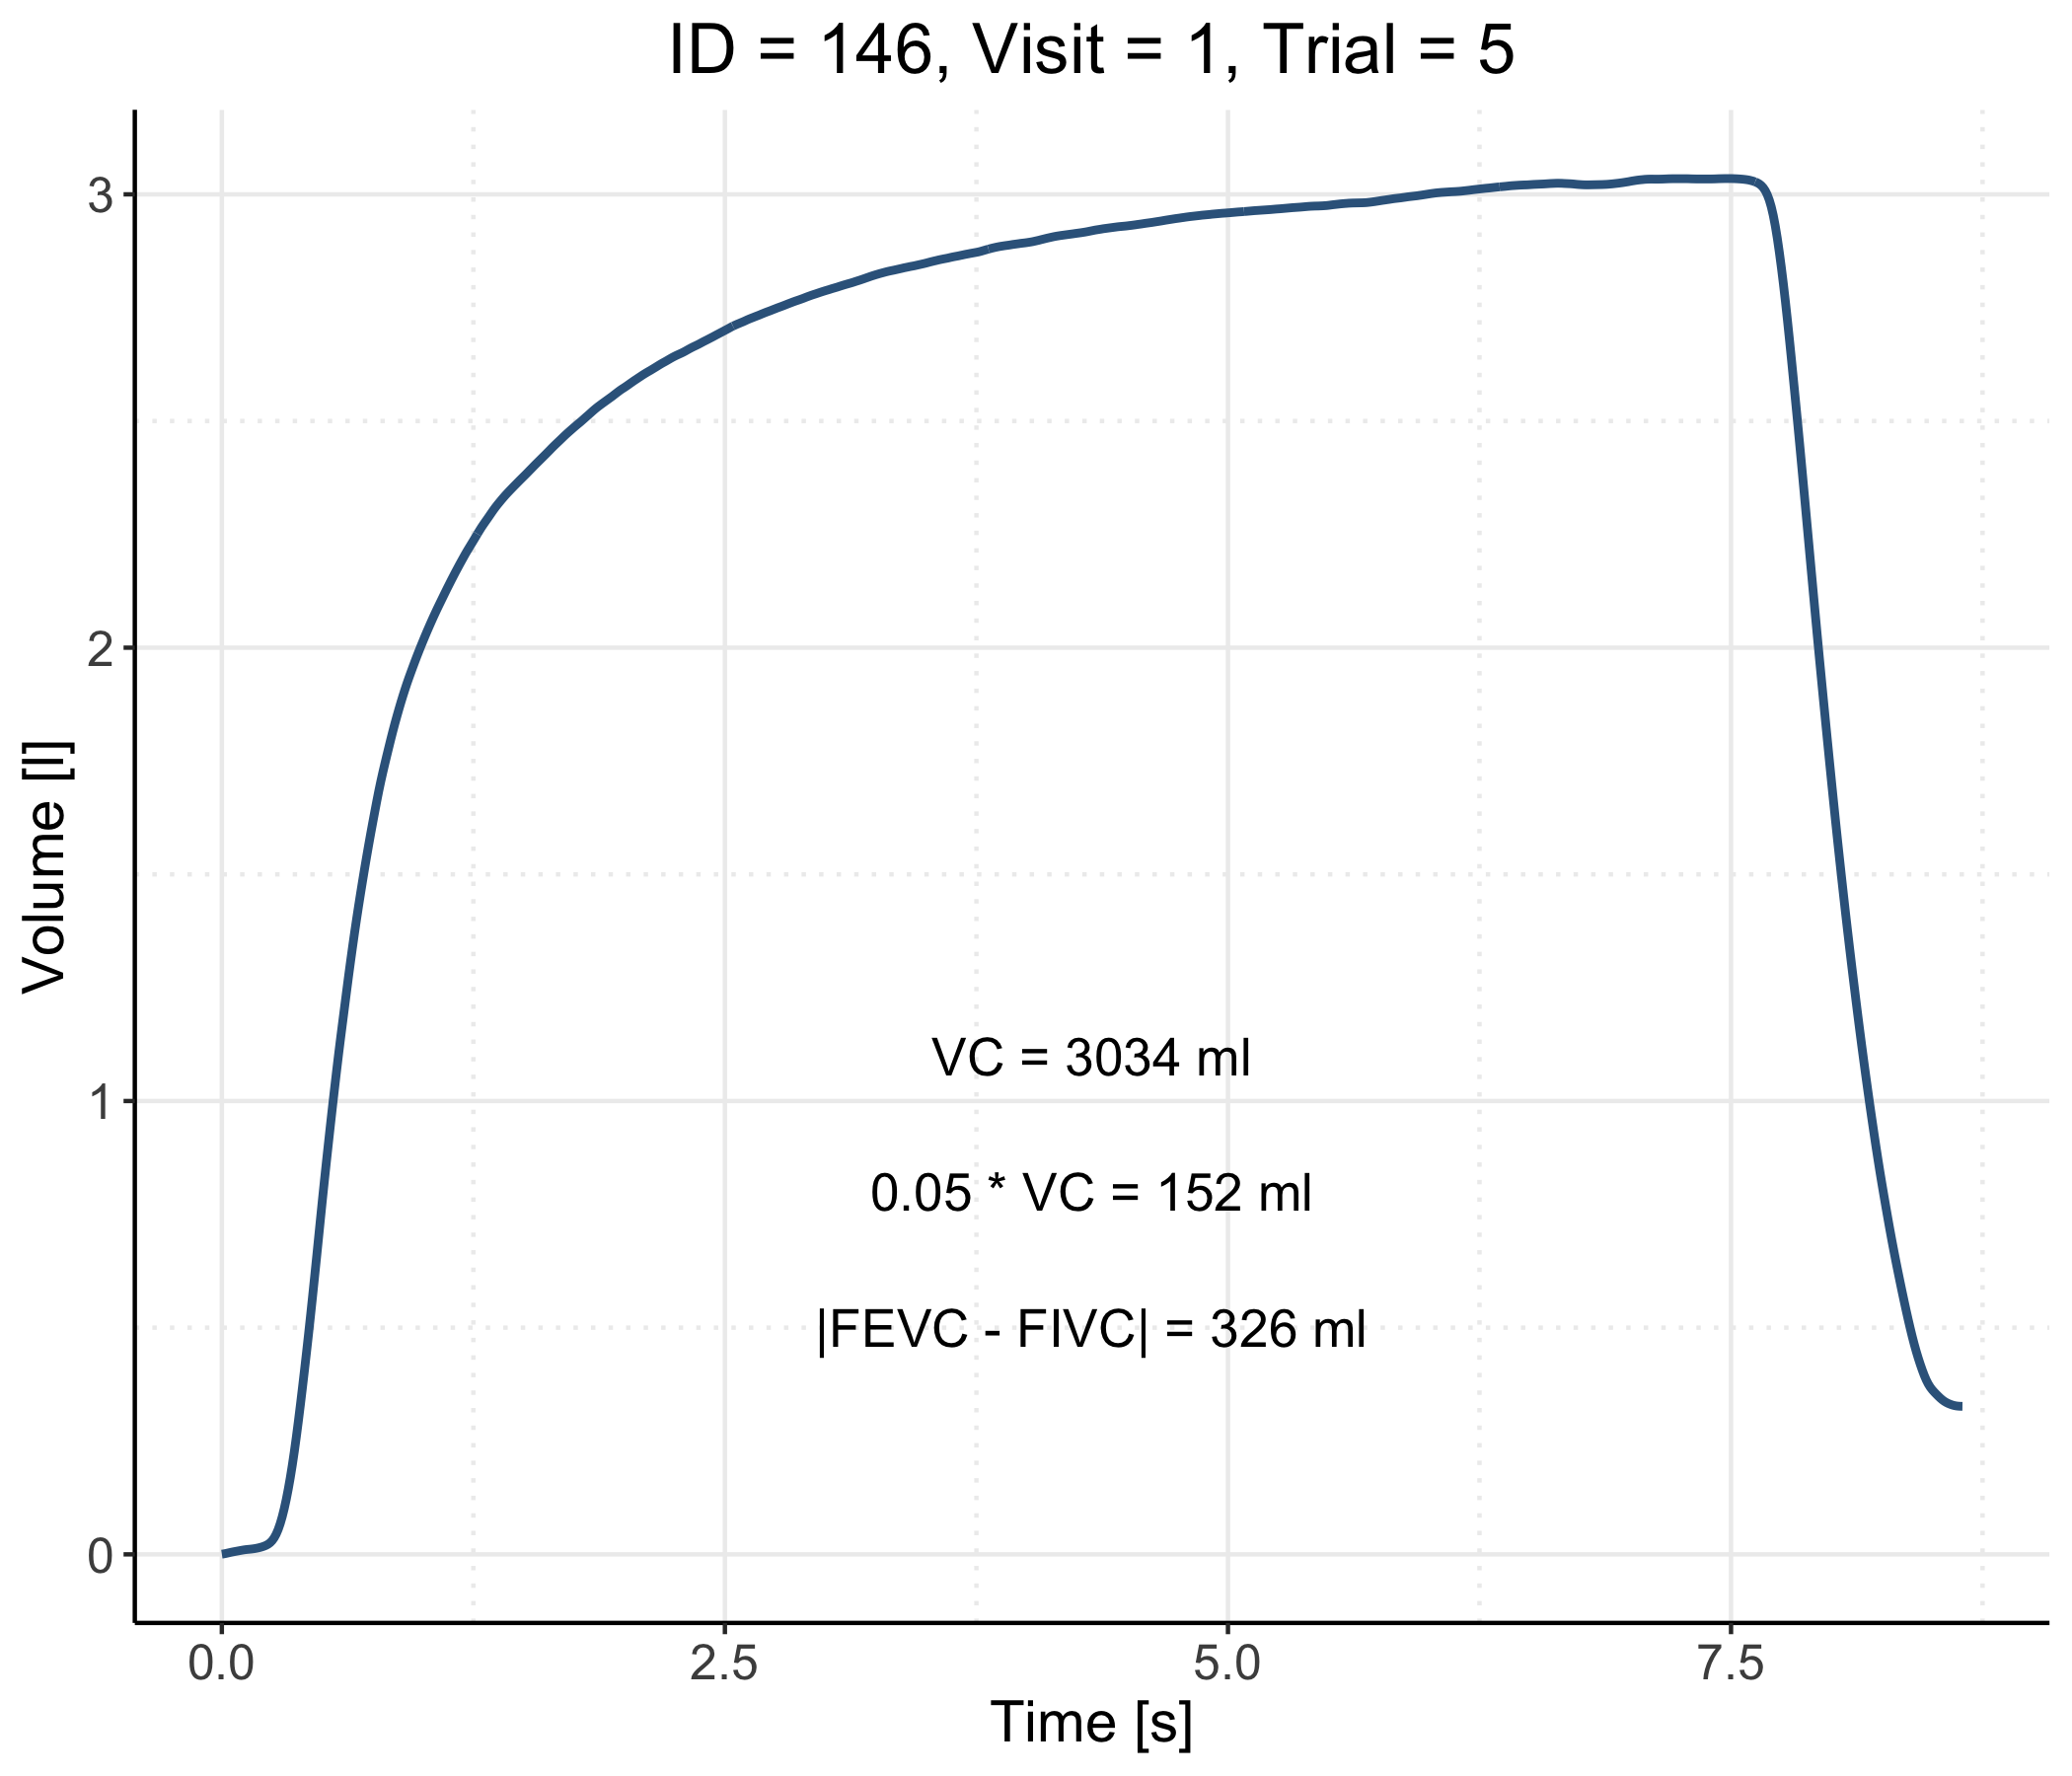 ID = 146, Visit = 1, Trial = 5
3
2
1
0
Volume [l]
VC = 3034 ml
0.05 * VC = 152 ml
|FEVC - FIVC| = 326 ml
0.0 2.5 5.0 7.5
Time [s]